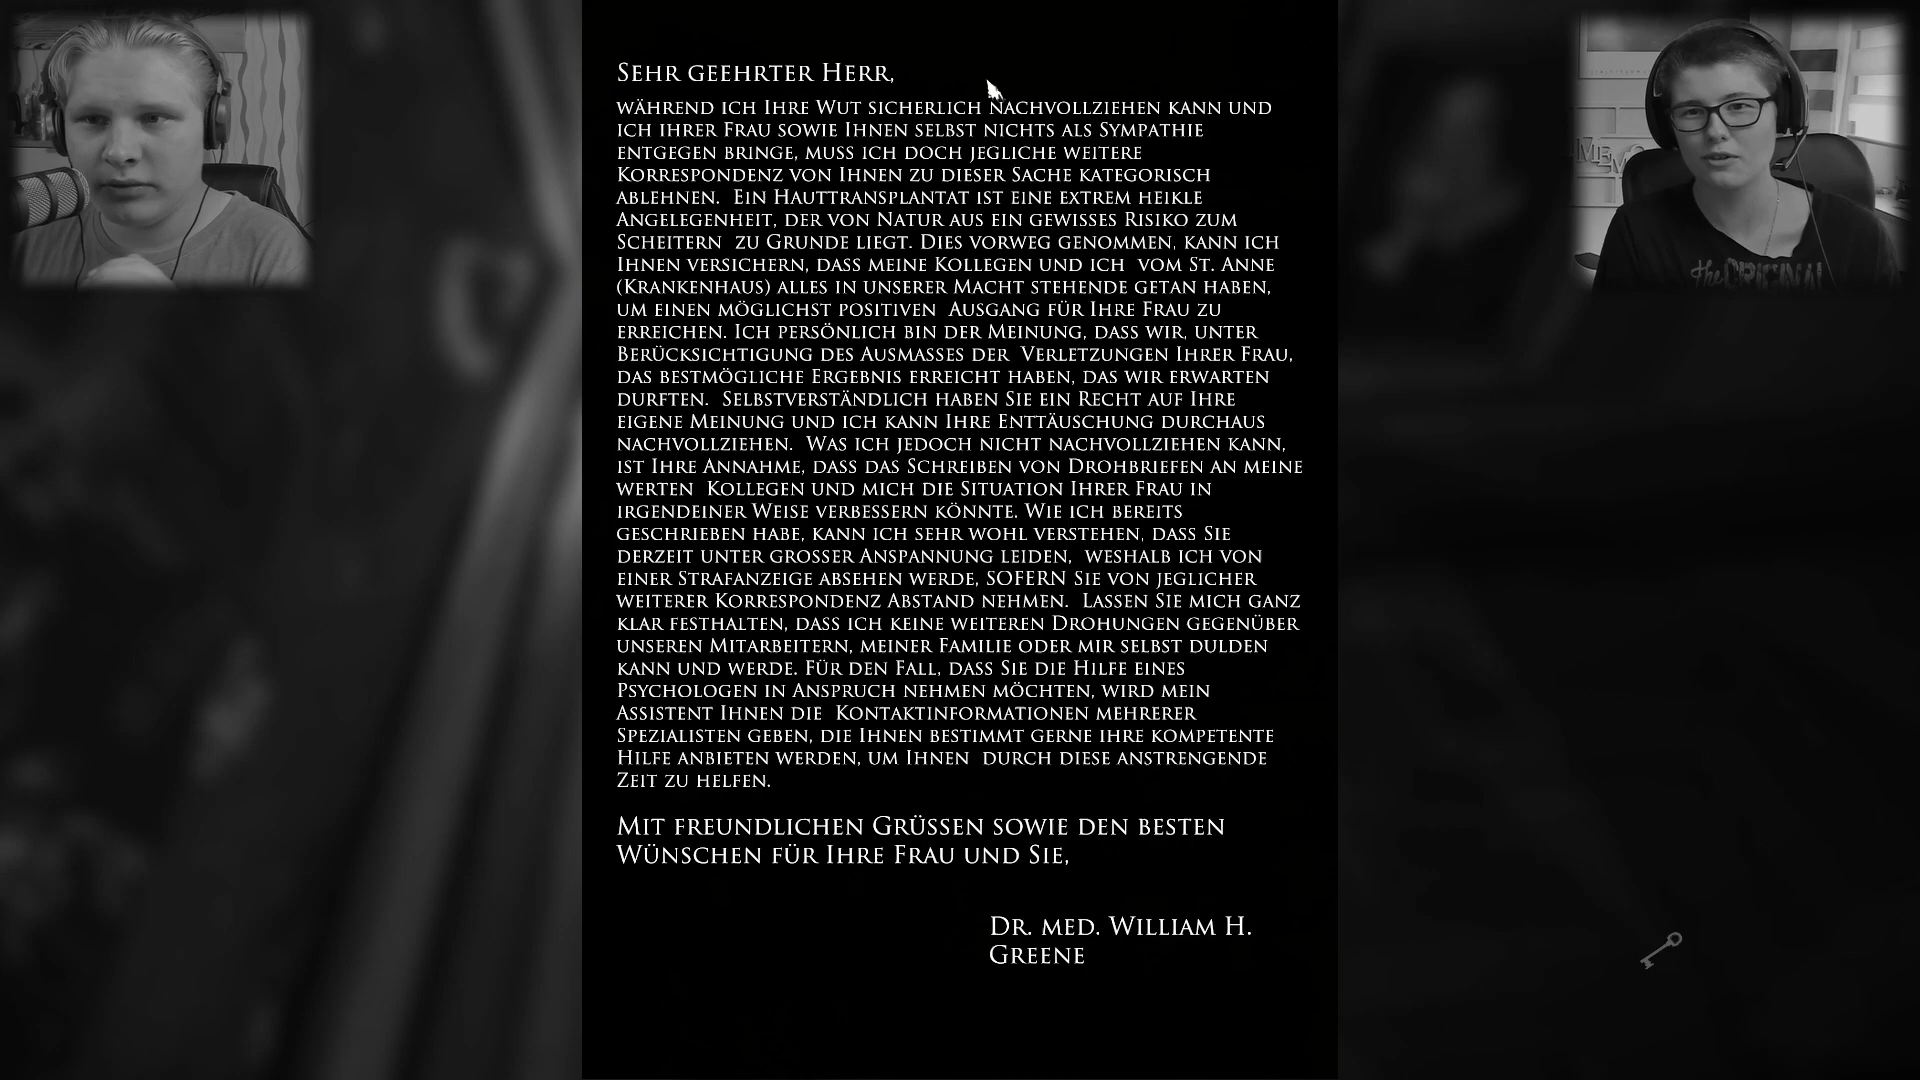 Sehr geehrter Herr,
während ich Ihre Wut sicherlich nachvollziehen kann und
ich ihrer Frau sowie Ihnen selbst nichts als Sympathie
entgegen bringe, muss ich doch jegliche weitere
Korrespondenz von Ihnen zu dieser Sache kategorisch
ablehnen. Ein Hauttransplantat ist eine extrem heikle
Angelegenheit, der von Natur aus ein gewisses Risiko zum
Scheitern zu Grunde liegt. Dies vorweg genommen, kann ich
Ihnen versichern, dass meine Kollegen und ich vom St. Anne
(Krankenhaus) alles in unserer Macht stehende getan haben,
um einen möglichst positiven Ausgang für Ihre Frau zu
erreichen. Ich persönlich bin der Meinung, dass wir, unter
Berücksichtigung des Ausmasses der Verletzungen Ihrer Frau,
das bestmögliche Ergebnis erreicht haben, das wir erwarten
durften. Selbstverständlich haben Sie ein Recht auf Ihre
eigene Meinung und ich kann Ihre Enttäuschung durchaus
nachvollziehen. Was ich jedoch nicht nachvollziehen kann,
ist Ihre Annahme, dass das Schreiben von Drohbriefen an meine
werten Kollegen und mich die Situation Ihrer Frau in
irgendeiner Weise verbessern könnte. Wie ich bereits
geschrieben habe, kann ich sehr wohl verstehen, dass Sie
derzeit unter grosser Anspannung leiden, weshalb ich von
einer Strafanzeige absehen werde, SOFERN Sie von jeglicher
weiterer Korrespondenz Abstand nehmen. Lassen Sie mich ganz
klar festhalten, dass ich keine weiteren Drohungen gegenüber
unseren Mitarbeitern, meiner Familie oder mir selbst dulden
kann und werde. Für den Fall, dass Sie die Hilfe eines
Psychologen in Anspruch nehmen möchten, wird mein
Assistent Ihnen die Kontaktinformationen mehrerer
Spezialisten geben, die Ihnen bestimmt gerne ihre kompetente
Hilfe anbieten werden, um Ihnen durch diese anstrengende
Zeit zu helfen.
Mit freundlichen Grüssen sowie den besten
Wünschen für Ihre Frau und Sie,
Dr. med. William H.
Greene
the ORIGINAL